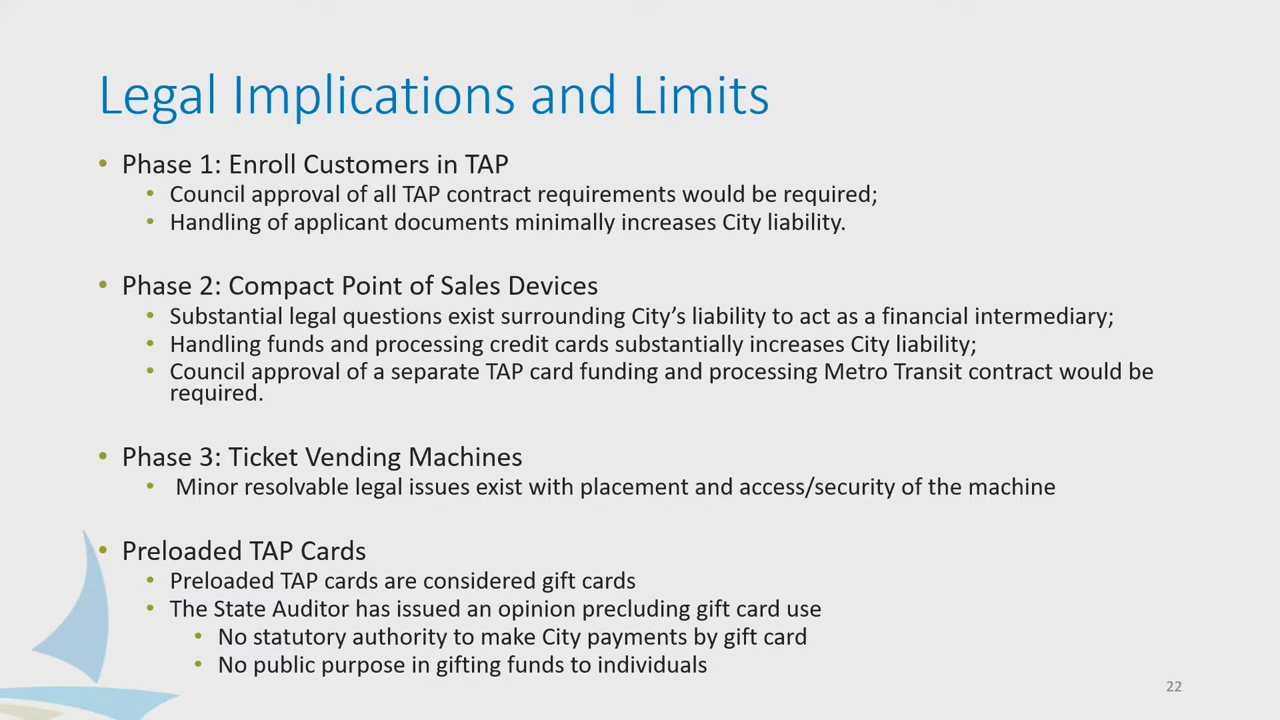 Legal Implications and Limits
• Phase 1: Enroll Customers in TAP
• Council approval of all TAP contract requirements would be required;
• Handling of applicant documents minimally increases City liability.
• Phase 2: Compact Point of Sales Devices
• Substantial legal questions exist surrounding City’s liability to act as a financial intermediary;
• Handling funds and processing credit cards substantially increases City liability;
• Council approval of a separate TAP card funding and processing Metro Transit contract would be
required.
• Phase 3: Ticket Vending Machines
• Minor resolvable legal issues exist with placement and access/security of the machine
• Preloaded TAP Cards
• Preloaded TAP cards are considered gift cards
• The State Auditor has issued an opinion precluding gift card use
• No statutory authority to make City payments by gift card
• No public purpose in gifting funds to individuals
22